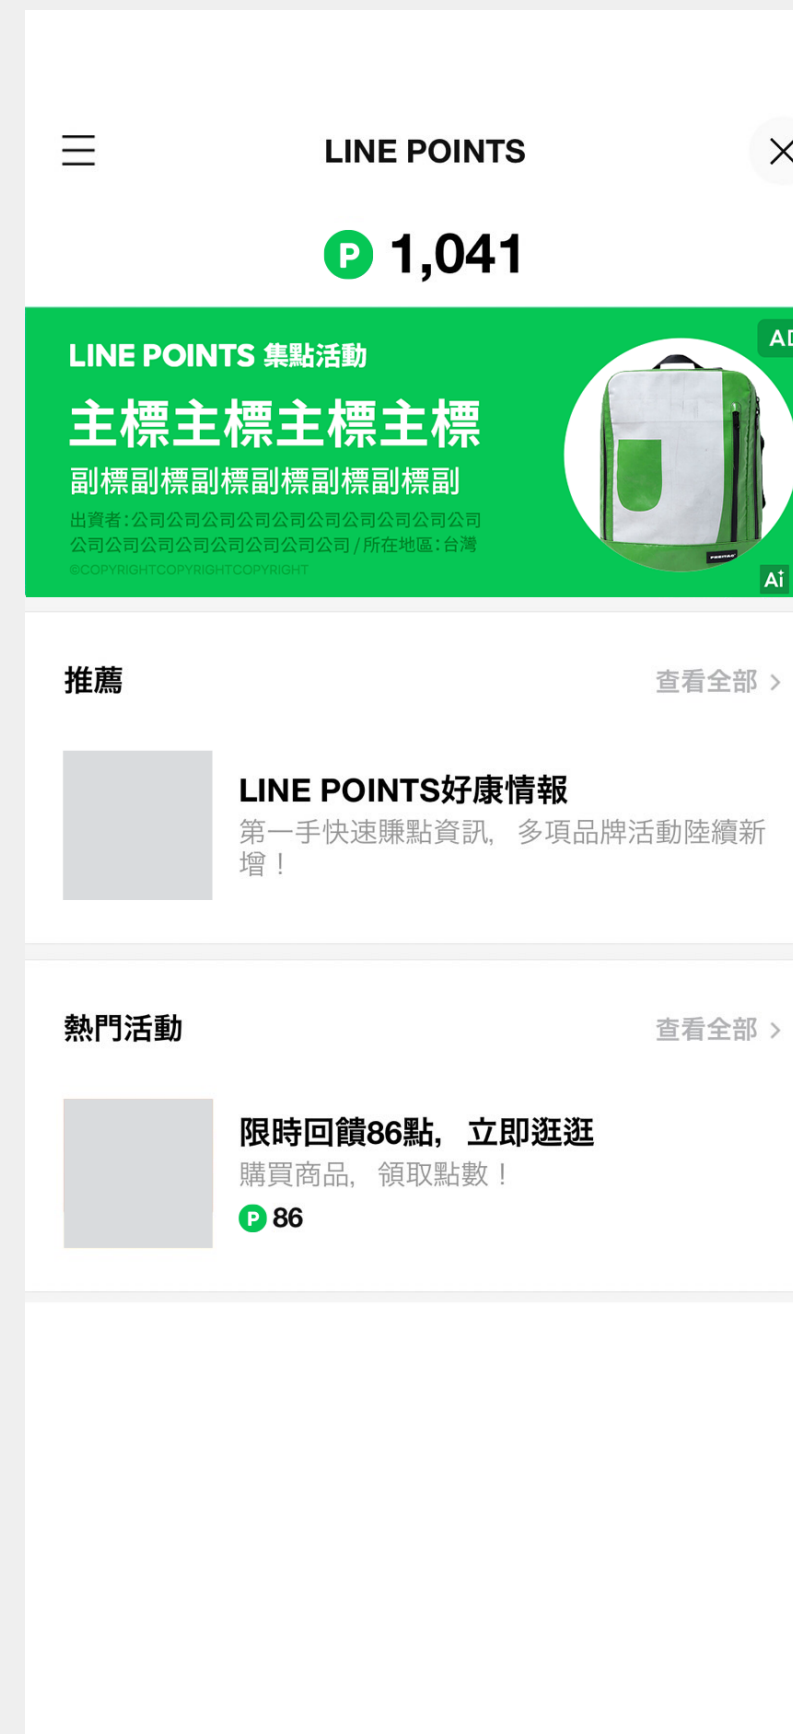 LINE POINTS
P 1,041
AD
LINE POINTS 集點活動
主標主標主標主標
副標副標副標副標副標副標副
出資者：公司公司公司公司公司公司公司公司公司公司
公司公司公司公司公司公司公司公司 / 所在地區：台灣
©COPYRIGHTCOPYRIGHTCOPYRIGHT
Ai
推薦
查看全部
LINE POINTS好康情報
第一手快速賺點資訊，多項品牌活動陸續新
增！
熱門活動
查看全部
限時回饋86點，立即逛逛
購買商品，領取點數！
P 86